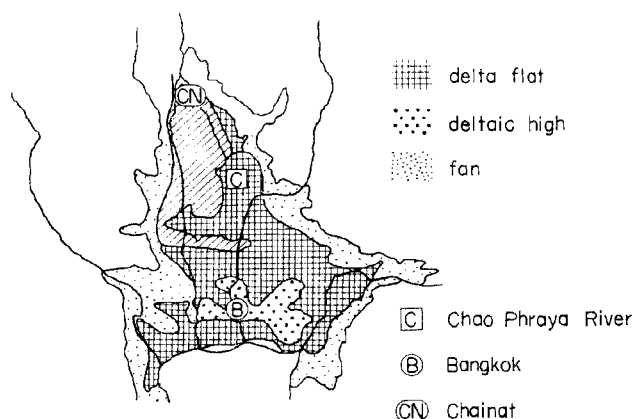 CN
C
B
delta flat
deltaic high
fan
C Chao Phraya River
B Bangkok
CN Chainat